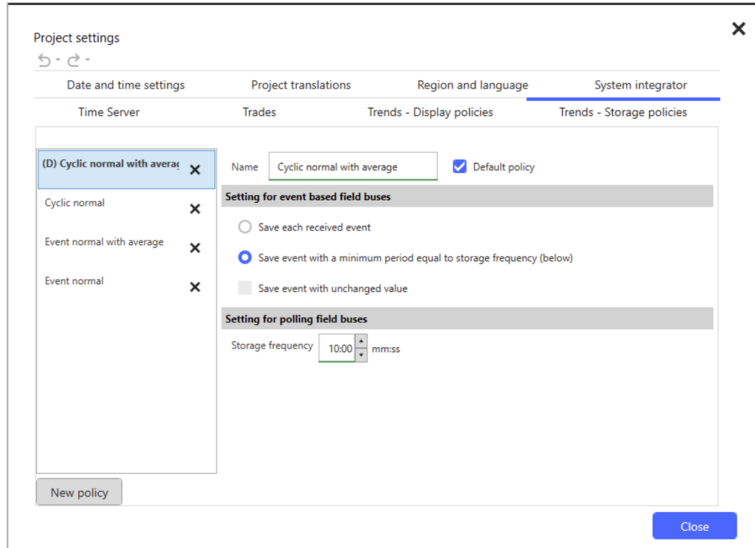 Project settings
Date and time settings
Project translations
Region and language
System integrator
Time Server
Trades
Trends - Display policies
Trends - Storage policies
(D) Cyclic normal with averag
Cyclic normal
Event normal with average
Event normal
New policy
Name
Cyclic normal with average
Default policy
Setting for event based field buses
Save each received event
Save event with a minimum period equal to storage frequency (below)
Save event with unchanged value
Setting for polling field buses
Storage frequency
10:00
mm:ss
Close